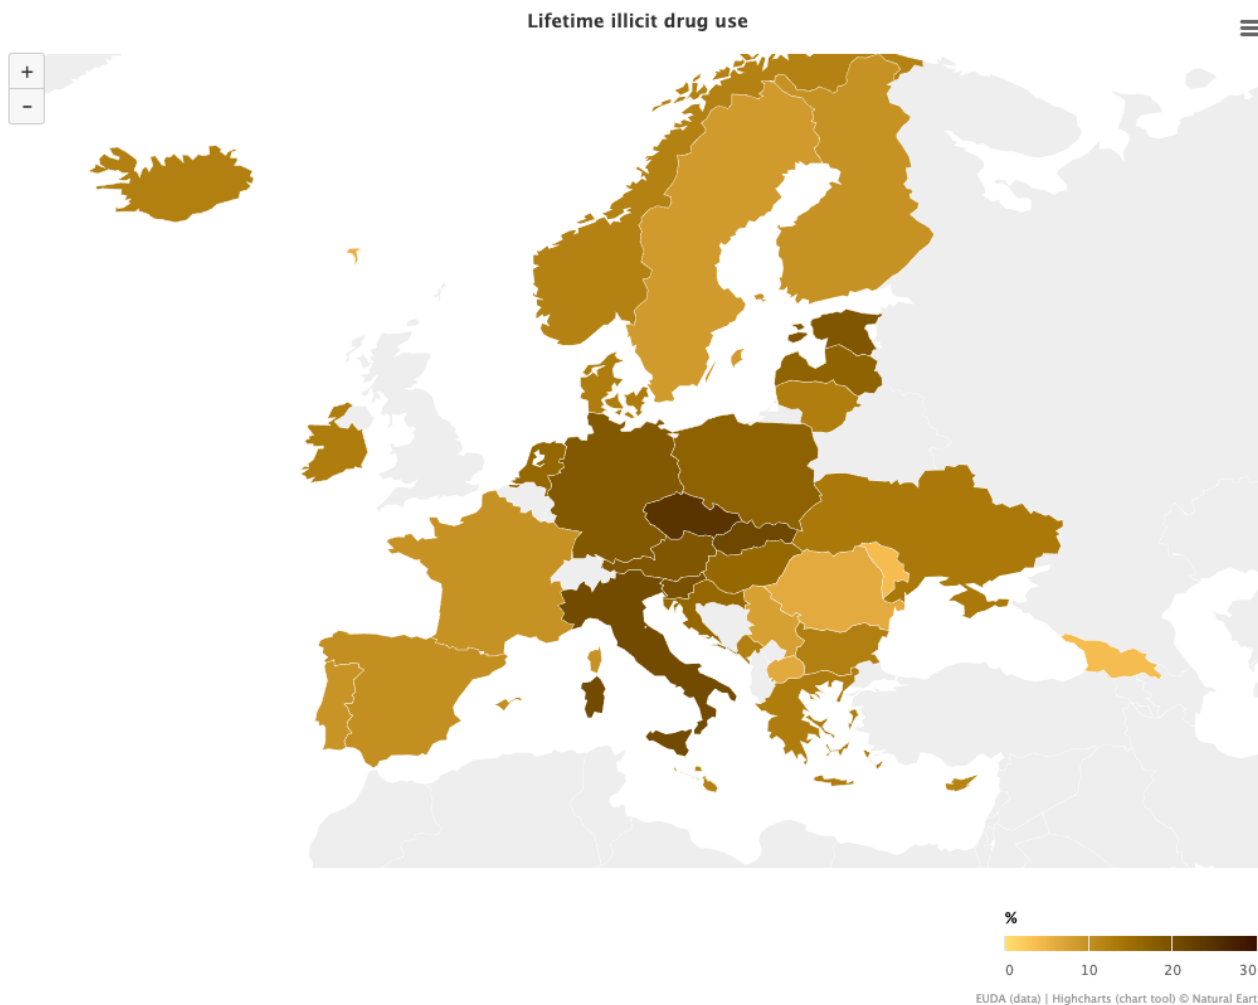 Lifetime illicit drug use
+
−
%
0 10 20 30
EUDA (data) | Highcharts (chart tool) © Natural Eart